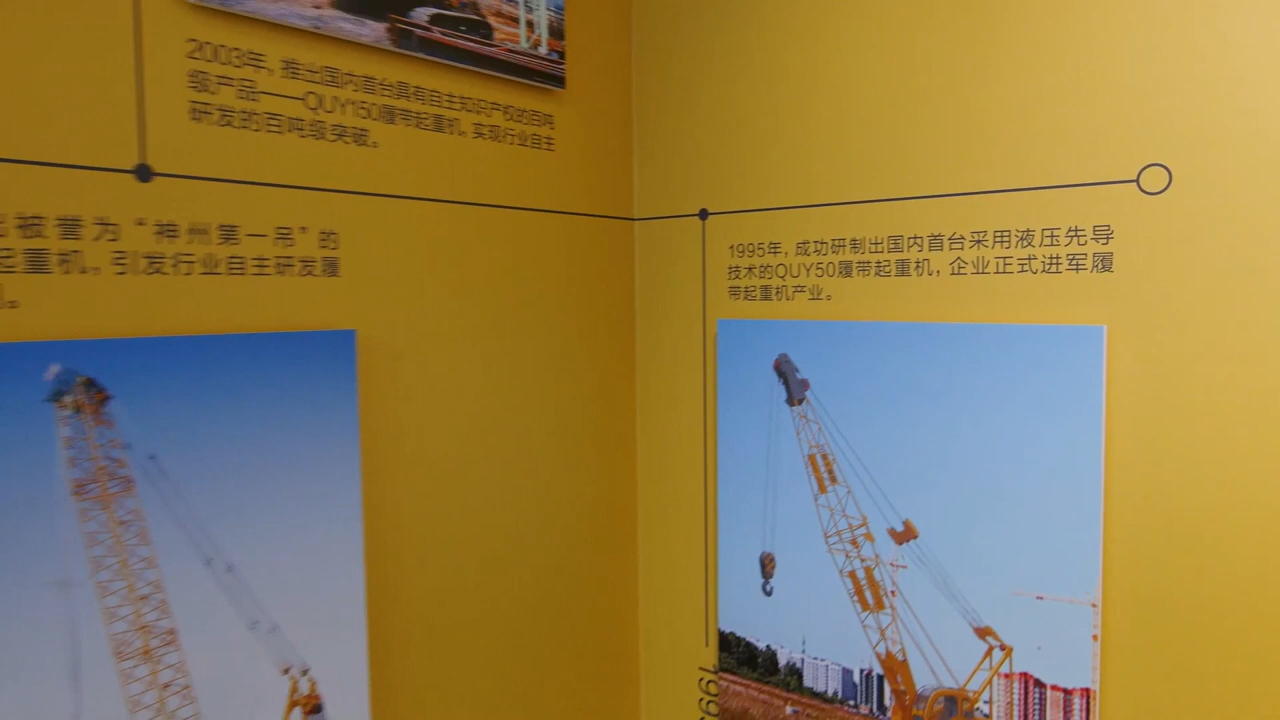 2003年，推出国内首台具有自主知识产权的百吨
级产品——QUY150履带起重机，实现行业自主
研发的百吨级突破。
被誉为“神州第一吊”的
起重机，引发行业自主研发履
1995年，成功研制出国内首台采用液压先导
技术的QUY50履带起重机，企业正式进军履
带起重机产业。
199